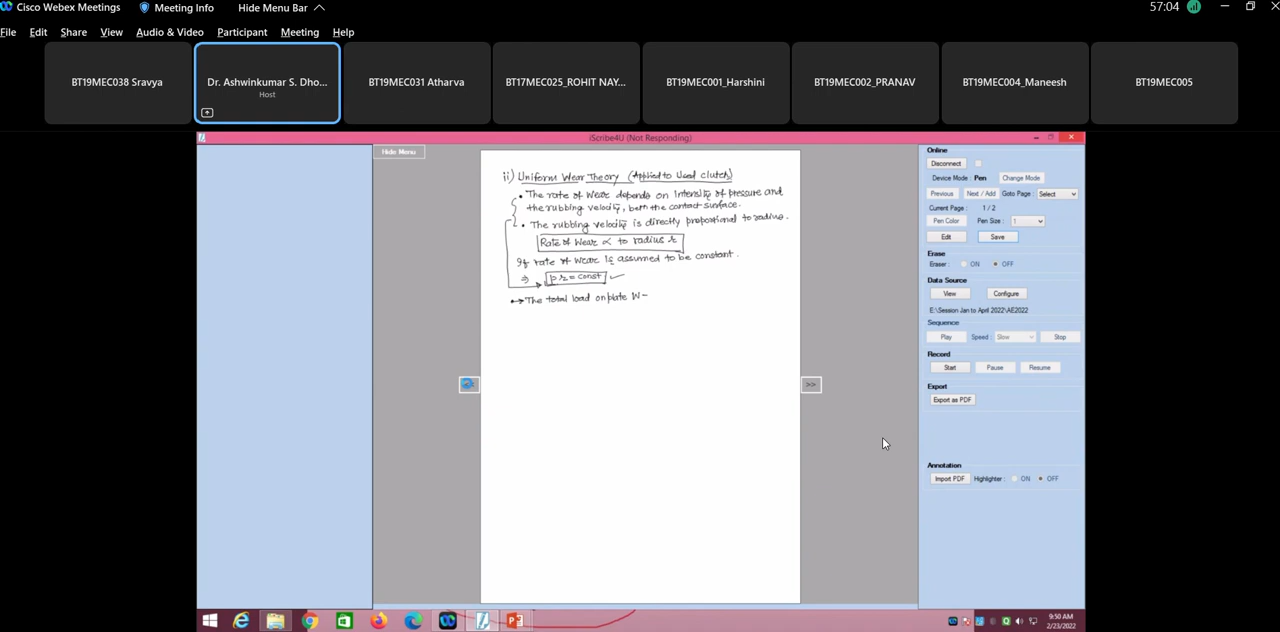 Cisco Webex Meetings
Meeting Info
Hide Menu Bar
57:04
File Edit Share View Audio & Video Participant Meeting Help
BT19MEC038 Sravya
Dr. Ashwinkumar S. Dho...
Host
BT19MEC031 Atharva
BT17MEC025_ROHIT NAY...
BT19MEC001_Harshini
BT19MEC002_PRANAV
BT19MEC004_Maneesh
BT19MEC005
iScribe4U (Not Responding)
Hide Menu
ii) Uniform Wear Theory (Applied to Used clutch)
• The rate of wear depends on Intensity of pressure and
the rubbing velocity, both the contact surface.
• The rubbing velocity is directly proportional to radius.
Rate of Wear ∝ to radius r
If rate of wear is assumed to be constant.
⇒ p r = const ✓
→ The total load on plate W -
>>
Online
Disconnect
Device Mode : Pen Change Mode
Previous Next / Add Goto Page : Select
Current Page : 1 / 2
Pen Color Pen Size : 1
Edit Save
Erase
Eraser : ON OFF
Data Source
View Configure
E:\Session Jan to April 2022\AE2022
Sequence
Play Speed : Slow Stop
Record
Start Pause Resume
Export
Export as PDF
Annotation
Import PDF Highlighter : ON OFF
9:50 AM
2/23/2022